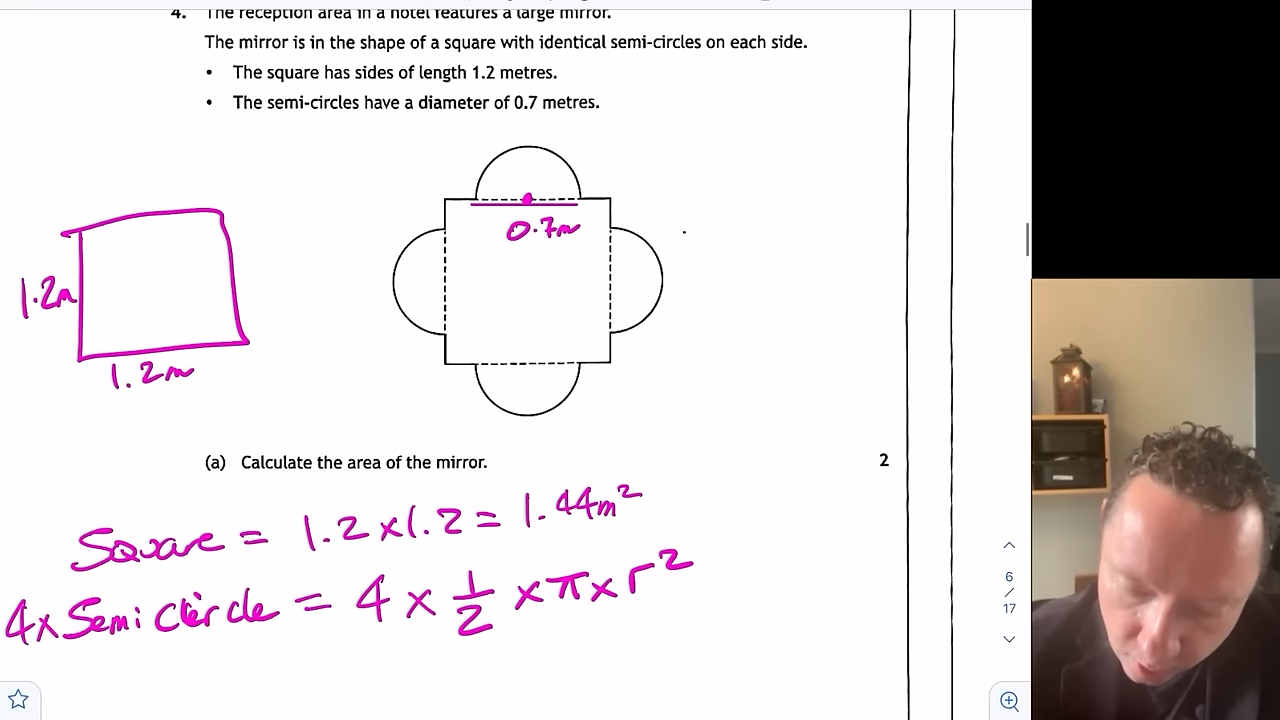 4. The reception area in a hotel features a large mirror.
The mirror is in the shape of a square with identical semi-circles on each side.
• The square has sides of length 1.2 metres.
• The semi-circles have a diameter of 0.7 metres.
0.7m
1.2m
1.2m
(a) Calculate the area of the mirror. 2
Square = 1.2 × 1.2 = 1.44m²
4 × Semi Circle = 4 × 1/2 × π × r²
6
/
17